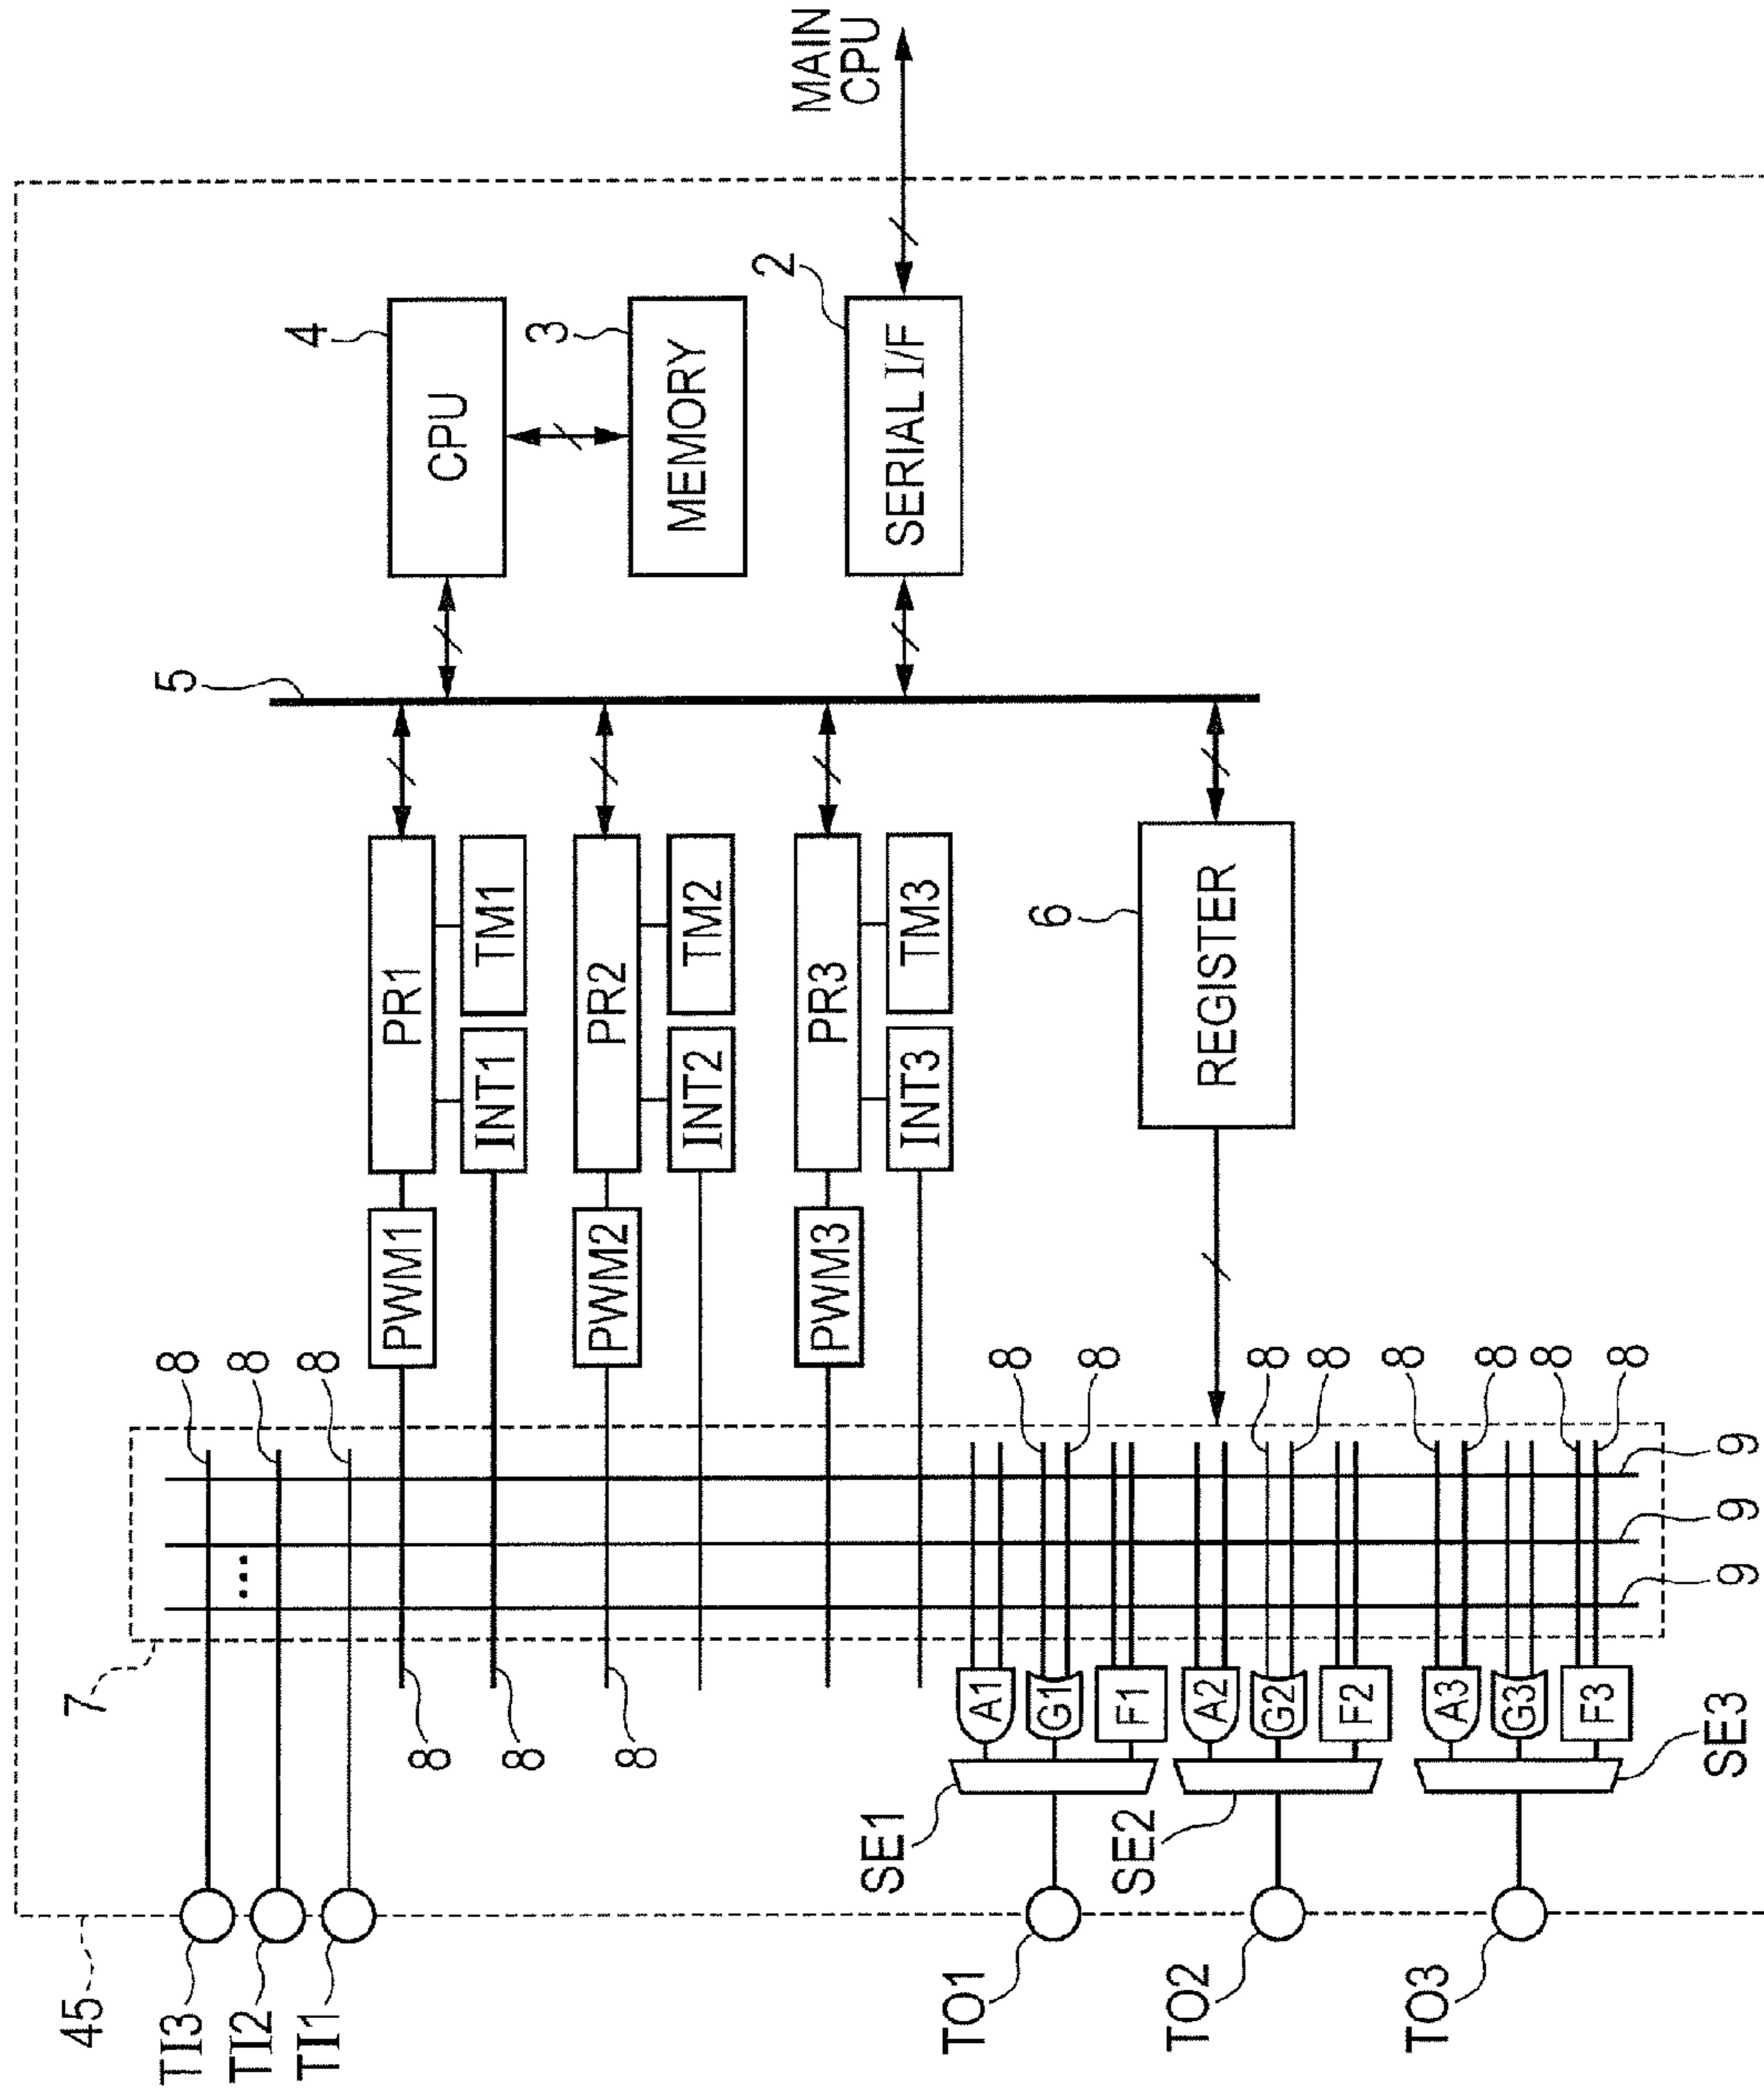 MAIN
CPU
4
CPU
3
MEMORY
2
SERIAL I/F
5
PR1
TM1
INT1
PWM1
PR2
TM2
INT2
PWM2
PR3
TM3
INT3
PWM3
6
REGISTER
8
8
8
8
8
8
8
8
8
8
8
8
8
8
9
9
9
7
A1
G1
F1
A2
G2
F2
A3
G3
F3
SE1
SE2
SE3
45
TI3
TI2
TI1
TO1
TO2
TO3